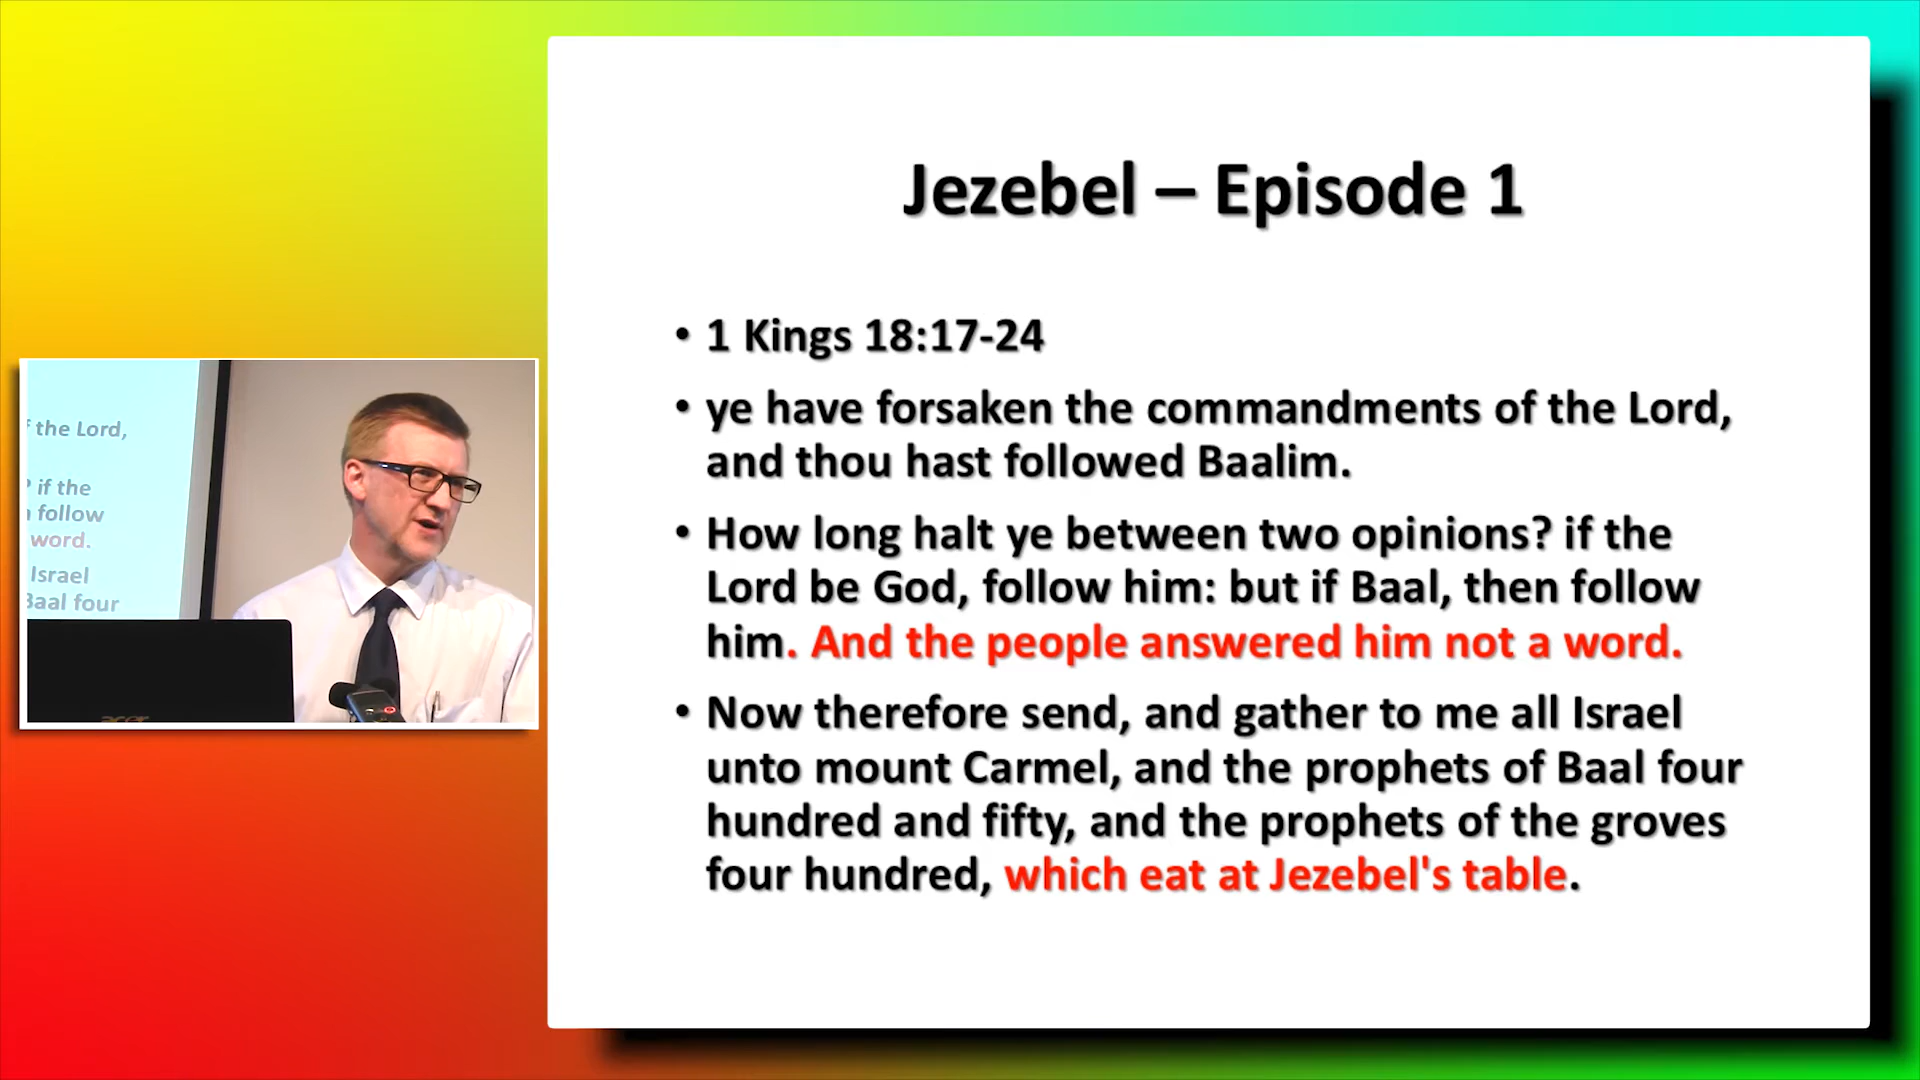 Jezebel – Episode 1
• 1 Kings 18:17-24
• ye have forsaken the commandments of the Lord,
and thou hast followed Baalim.
• How long halt ye between two opinions? if the
Lord be God, follow him: but if Baal, then follow
him. And the people answered him not a word.
• Now therefore send, and gather to me all Israel
unto mount Carmel, and the prophets of Baal four
hundred and fifty, and the prophets of the groves
four hundred, which eat at Jezebel's table.
the Lord,
? if the
follow
word.
Israel
Baal four
acer